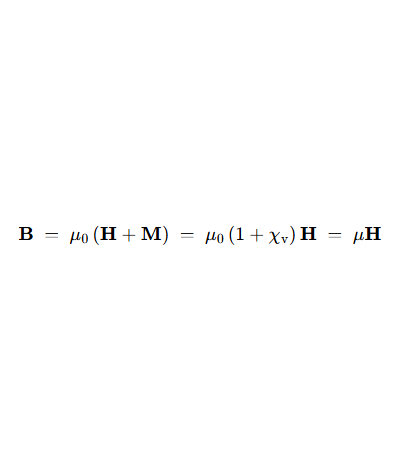 B = μ₀ (H + M) = μ₀ (1 + χᵥ) H = μH